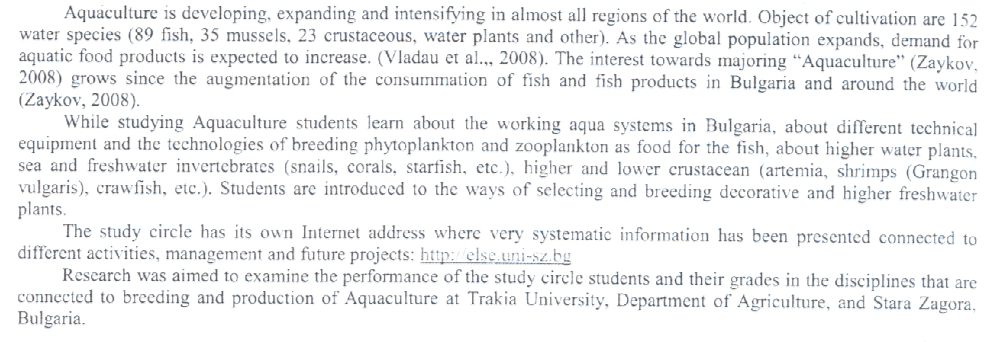 Aquaculture is developing, expanding and intensifying in almost all regions of the world. Object of cultivation are 152
water species (89 fish, 35 mussels, 23 crustaceous, water plants and other). As the global population expands, demand for
aquatic food products is expected to increase. (Vladau et al.,, 2008). The interest towards majoring “Aquaculture” (Zaykov,
2008) grows since the augmentation of the consummation of fish and fish products in Bulgaria and around the world
(Zaykov, 2008).
While studying Aquaculture students learn about the working aqua systems in Bulgaria, about different technical
equipment and the technologies of breeding phytoplankton and zooplankton as food for the fish, about higher water plants,
sea and freshwater invertebrates (snails, corals, starfish, etc.), higher and lower crustacean (artemia, shrimps (Grangon
vulgaris), crawfish, etc.). Students are introduced to the ways of selecting and breeding decorative and higher freshwater
plants.
The study circle has its own Internet address where very systematic information has been presented connected to
different activities, management and future projects: http://else.uni-sz.bg
Research was aimed to examine the performance of the study circle students and their grades in the disciplines that are
connected to breeding and production of Aquaculture at Trakia University, Department of Agriculture, and Stara Zagora,
Bulgaria.